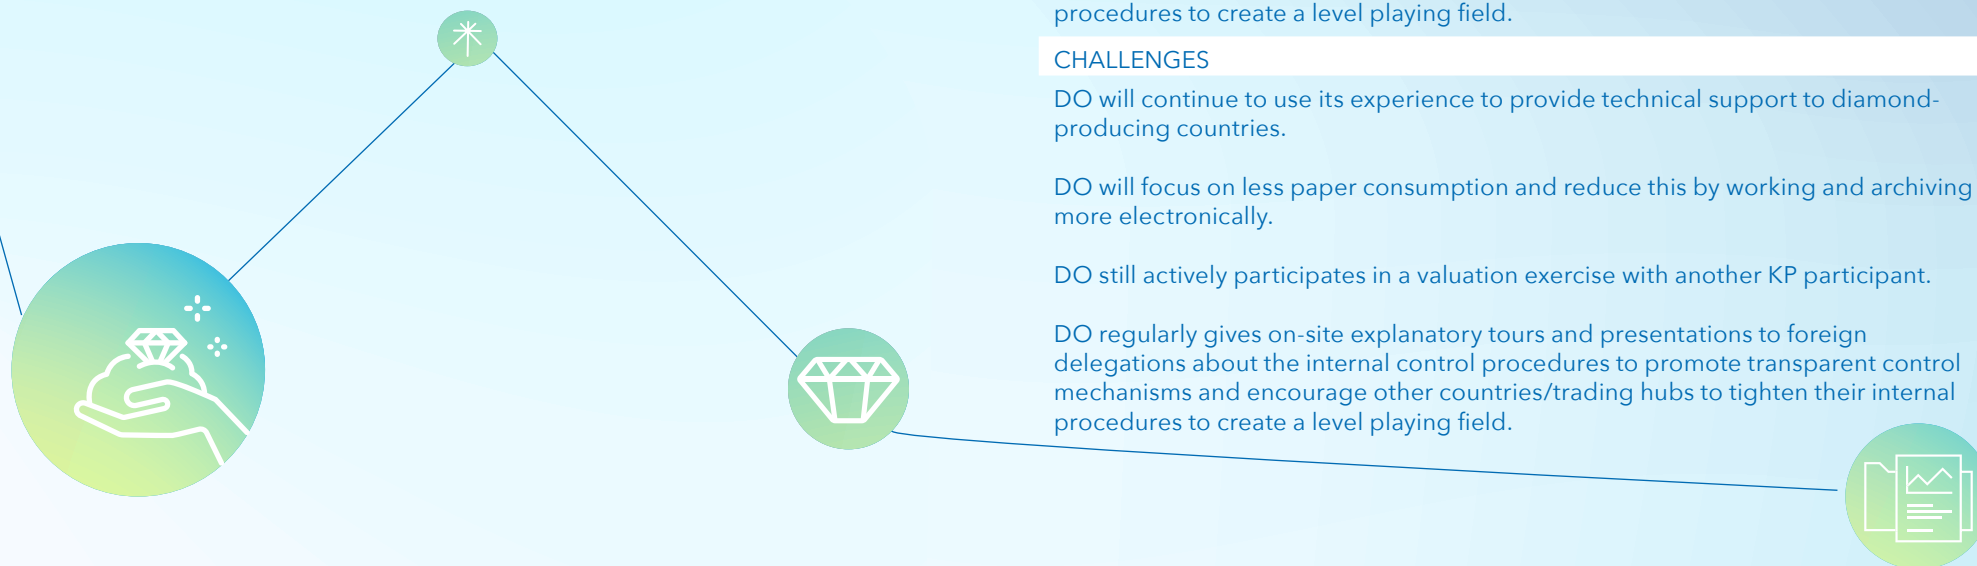 procedures to create a level playing field.
CHALLENGES
DO will continue to use its experience to provide technical support to diamond-
producing countries.
DO will focus on less paper consumption and reduce this by working and archiving
more electronically.
DO still actively participates in a valuation exercise with another KP participant.
DO regularly gives on-site explanatory tours and presentations to foreign
delegations about the internal control procedures to promote transparent control
mechanisms and encourage other countries/trading hubs to tighten their internal
procedures to create a level playing field.